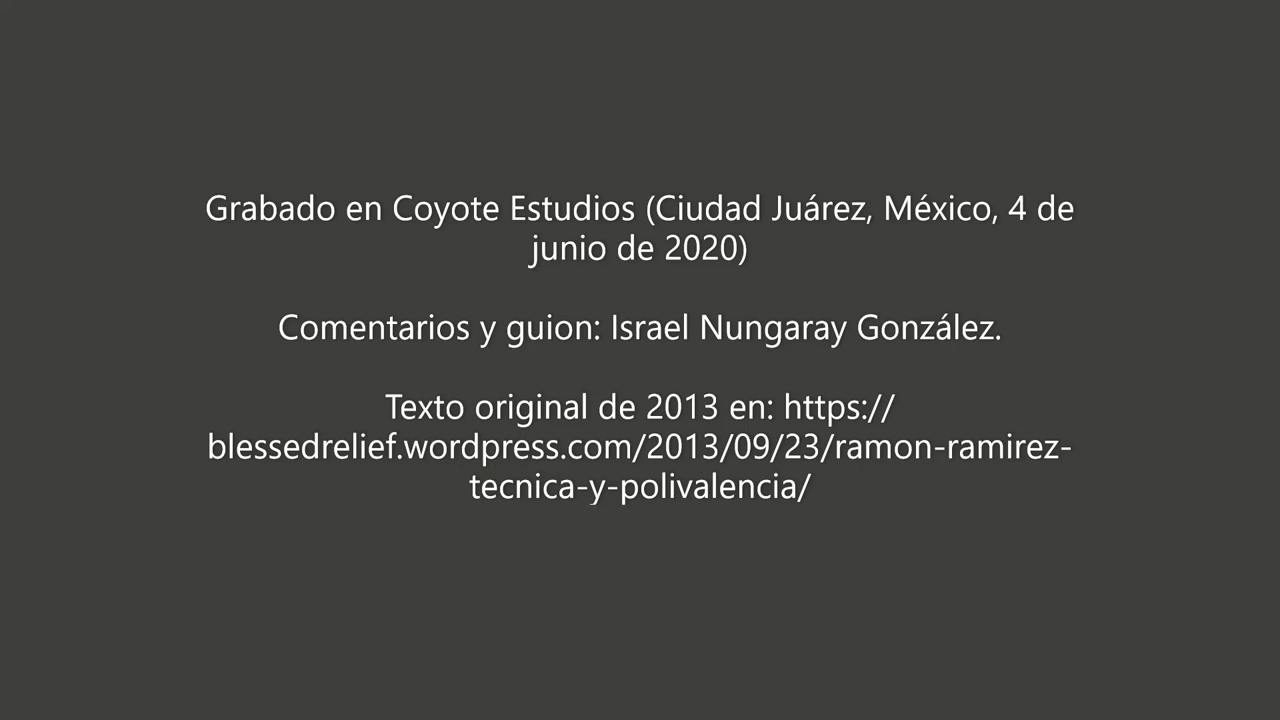 Grabado en Coyote Estudios (Ciudad Juárez, México, 4 de
junio de 2020)
Comentarios y guion: Israel Nungaray González.
Texto original de 2013 en: https://
blessedrelief.wordpress.com/2013/09/23/ramon-ramirez-
tecnica-y-polivalencia/